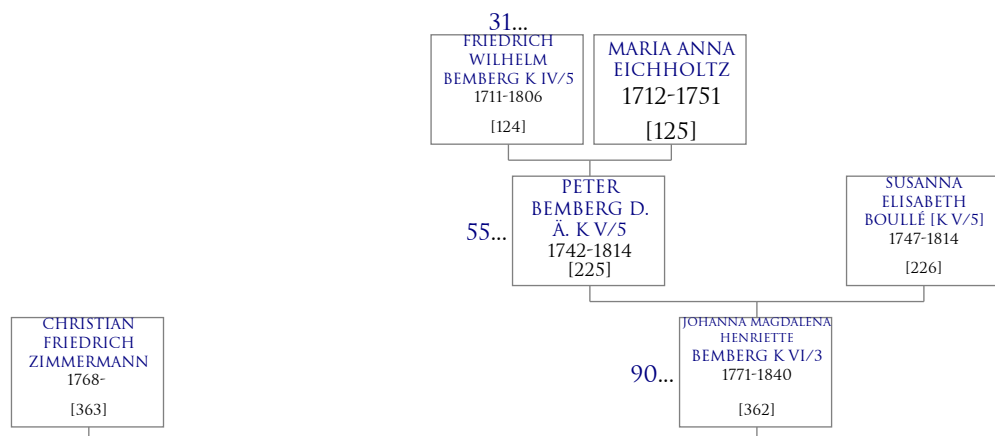 31...
FRIEDRICH
WILHELM
BEMBERG K IV/5
1711-1806
[124]
MARIA ANNA
EICHHOLTZ
1712-1751
[125]
55...
PETER
BEMBERG D.
Ä. K V/5
1742-1814
[225]
SUSANNA
ELISABETH
BOULLÉ [K V/5]
1747-1814
[226]
CHRISTIAN
FRIEDRICH
ZIMMERMANN
1768-
[363]
90...
JOHANNA MAGDALENA
HENRIETTE
BEMBERG K VI/3
1771-1840
[362]